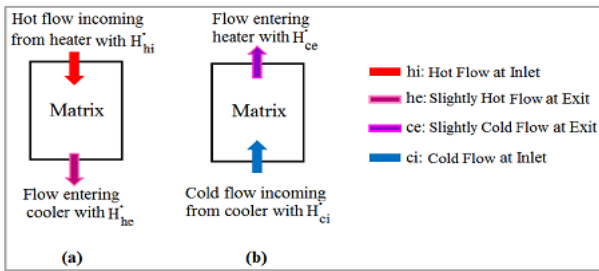 Hot flow incoming
from heater with H˙hi
Matrix
Flow entering
cooler with H˙he
(a)
Flow entering
heater with H˙ce
Matrix
Cold flow incoming
from cooler with H˙ci
(b)
hi: Hot Flow at Inlet
he: Slightly Hot Flow at Exit
ce: Slightly Cold Flow at Exit
ci: Cold Flow at Inlet